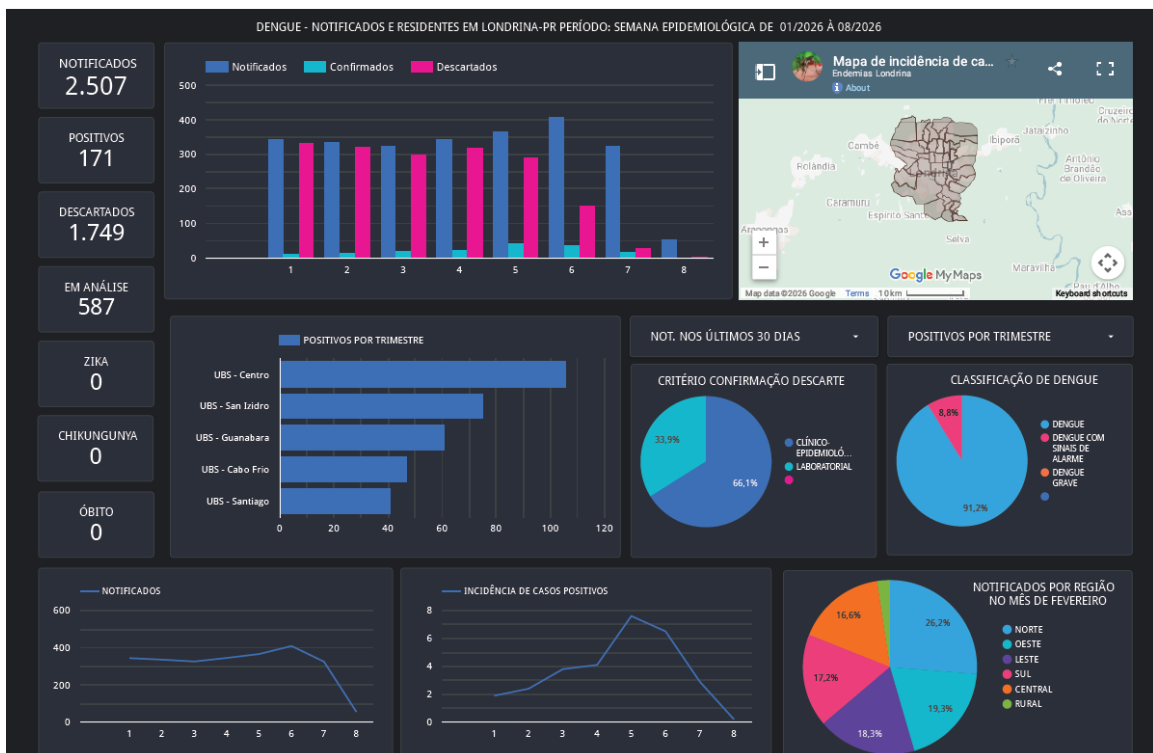 DENGUE - NOTIFICADOS E RESIDENTES EM LONDRINA-PR PERÍODO: SEMANA EPIDEMIOLÓGICA DE 01/2026 À 08/2026
NOTIFICADOS
2.507
POSITIVOS
171
DESCARTADOS
1.749
EM ANÁLISE
587
ZIKA
0
CHIKUNGUNYA
0
ÓBITO
0
Notificados Confirmados Descartados
500
400
300
200
100
0
1 2 3 4 5 6 7 8
Mapa de incidência de ca...
Endemias Londrina
About
Cruzeiro
do Norte
Jataizinho
Ibiporã
Cambé
Rolândia
Londrina
Antônio
Brandão
de Oliveira
Caramuru
Espírito Santo
Assa
Arapongas
Selva
Maravilha
Google My Maps
Map data ©2026 Google Terms 10 km Keyboard shortcuts
POSITIVOS POR TRIMESTRE
UBS - Centro
UBS - San Izidro
UBS - Guanabara
UBS - Cabo Frio
UBS - Santiago
0 20 40 60 80 100 120
NOT. NOS ÚLTIMOS 30 DIAS
POSITIVOS POR TRIMESTRE
CRITÉRIO CONFIRMAÇÃO DESCARTE
33,9%
66,1%
CLÍNICO-
EPIDEMIOLÓ...
LABORATORIAL
CLASSIFICAÇÃO DE DENGUE
8,8%
91,2%
DENGUE
DENGUE COM
SINAIS DE
ALARME
DENGUE
GRAVE
NOTIFICADOS
600
400
200
0
1 2 3 4 5 6 7 8
INCIDÊNCIA DE CASOS POSITIVOS
8
6
4
2
0
1 2 3 4 5 6 7 8
NOTIFICADOS POR REGIÃO
NO MÊS DE FEVEREIRO
16,6%
26,2%
17,2%
19,3%
18,3%
NORTE
OESTE
LESTE
SUL
CENTRAL
RURAL